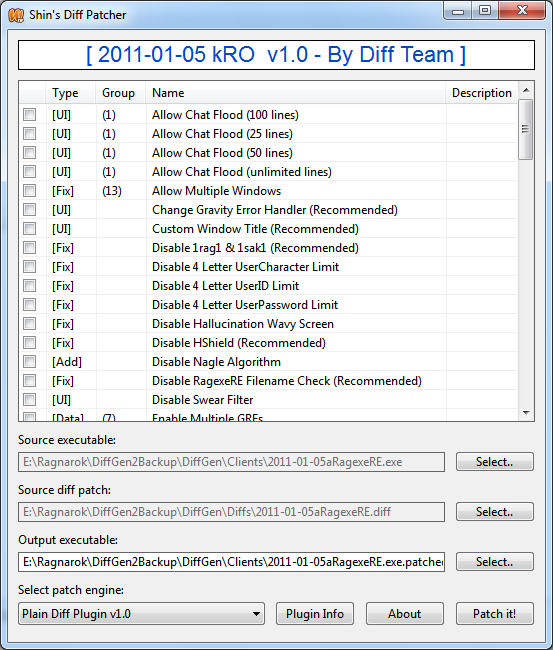 Shin's Diff Patcher
[ 2011-01-05 kRO v1.0 - By Diff Team ]
Type Group Name Description
[UI] (1) Allow Chat Flood (100 lines)
[UI] (1) Allow Chat Flood (25 lines)
[UI] (1) Allow Chat Flood (50 lines)
[UI] (1) Allow Chat Flood (unlimited lines)
[Fix] (13) Allow Multiple Windows
[UI] Change Gravity Error Handler (Recommended)
[UI] Custom Window Title (Recommended)
[Fix] Disable 1rag1 & 1sak1 (Recommended)
[Fix] Disable 4 Letter UserCharacter Limit
[Fix] Disable 4 Letter UserID Limit
[Fix] Disable 4 Letter UserPassword Limit
[Fix] Disable Hallucination Wavy Screen
[Fix] Disable HShield (Recommended)
[Add] Disable Nagle Algorithm
[Fix] Disable RagexeRE Filename Check (Recommended)
[UI] Disable Swear Filter
[Data] (7) Enable Multiple GRFs
Source executable:
E:\Ragnarok\DiffGen2Backup\DiffGen\Clients\2011-01-05aRagexeRE.exe Select..
Source diff patch:
E:\Ragnarok\DiffGen2Backup\DiffGen\Diffs\2011-01-05aRagexeRE.diff Select..
Output executable:
E:\Ragnarok\DiffGen2Backup\DiffGen\Clients\2011-01-05aRagexeRE.exe.patched Select..
Select patch engine:
Plain Diff Plugin v1.0 Plugin Info About Patch it!